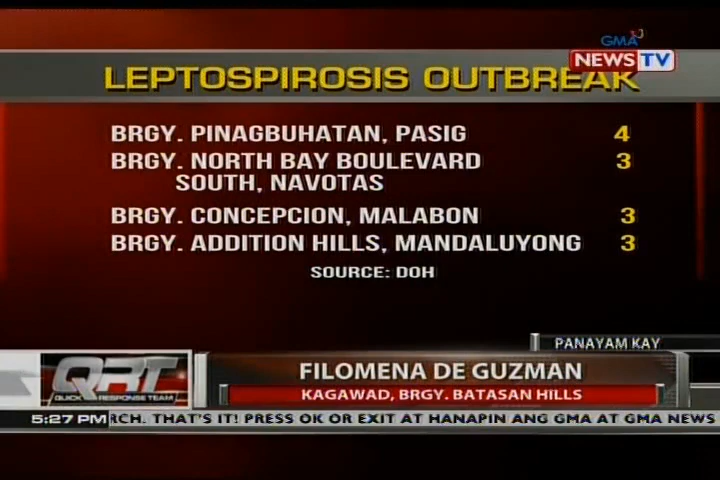 GMA
NEWS TV
LEPTOSPIROSIS OUTBREAK
BRGY. PINAGBUHATAN, PASIG 4
BRGY. NORTH BAY BOULEVARD 3
SOUTH, NAVOTAS
BRGY. CONCEPCION, MALABON 3
BRGY. ADDITION HILLS, MANDALUYONG 3
SOURCE: DOH
PANAYAM KAY
QRT
QUICK RESPONSE TEAM
FILOMENA DE GUZMAN
KAGAWAD, BRGY. BATASAN HILLS
5:27 PM RCH. THAT'S IT! PRESS OK OR EXIT AT HANAPIN ANG GMA AT GMA NEWS